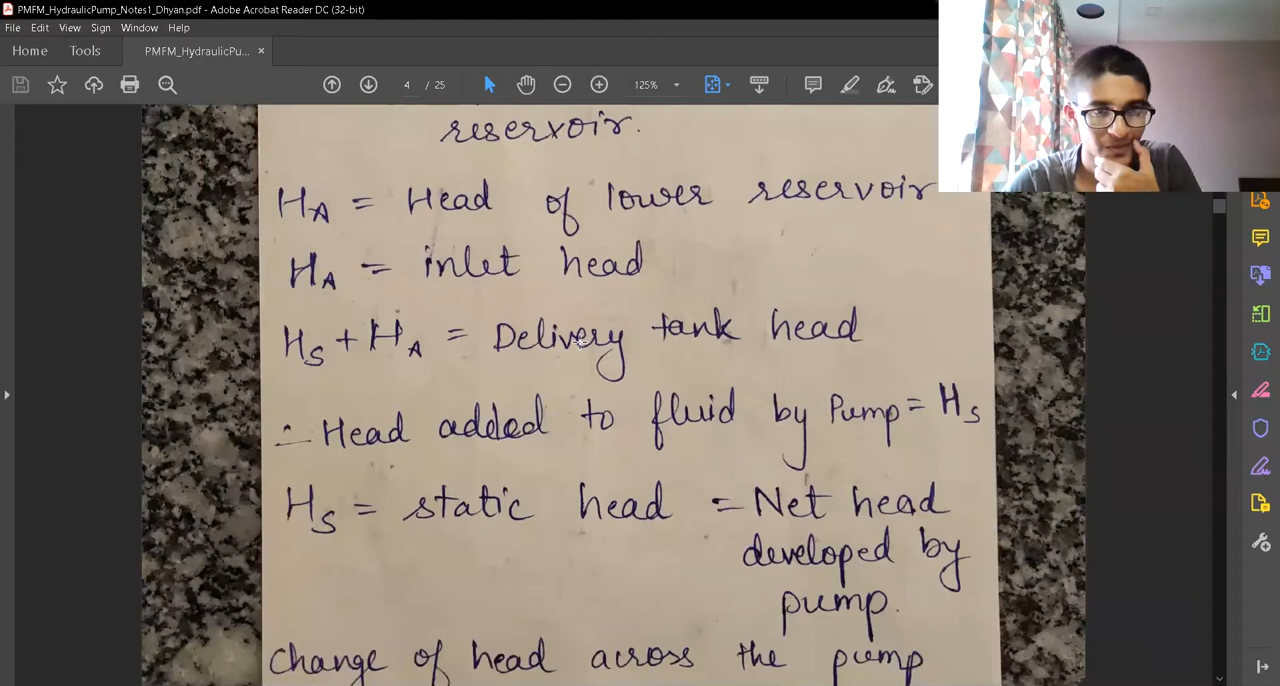 PMFM_HydraulicPump_Notes1_Dhyan.pdf - Adobe Acrobat Reader DC (32-bit)
File Edit View Sign Window Help
Home Tools PMFM_HydraulicPu... ×
4 / 25 125%
reservoir.
HA = Head of lower reservoir
HA = inlet head
HS + HA = Delivery tank head
∴ Head added to fluid by Pump = HS
HS = static head = Net head
developed by
pump.
Change of head across the pump